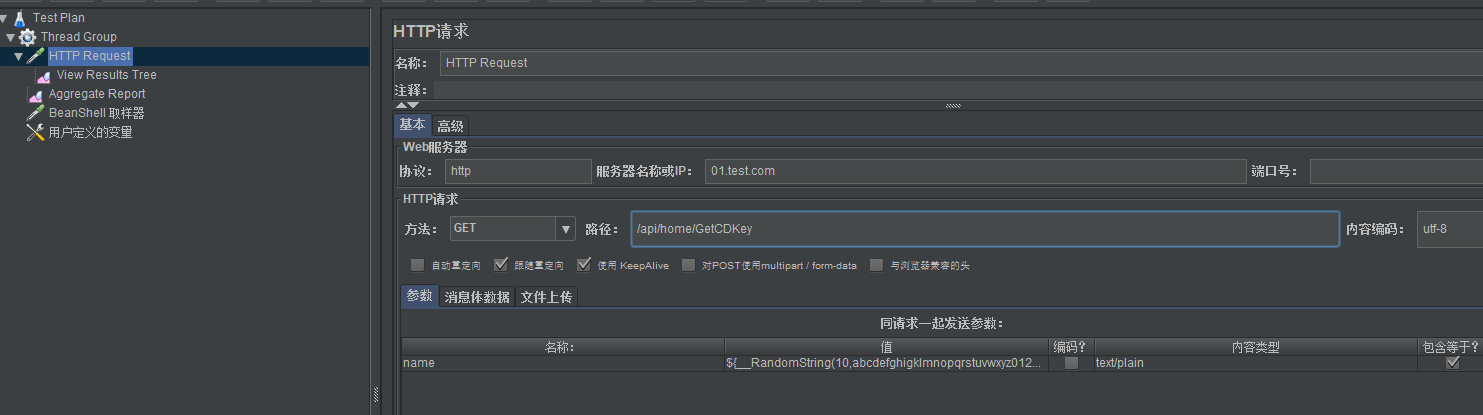 Test Plan
Thread Group
HTTP Request
View Results Tree
Aggregate Report
BeanShell 取样器
用户定义的变量
HTTP请求
名称: HTTP Request
注释:
基本 高级
Web服务器
协议: http 服务器名称或IP: 01.test.com 端口号:
HTTP请求
方法: GET 路径: /api/home/GetCDKey 内容编码: utf-8
自动重定向 跟随重定向 使用 KeepAlive 对POST使用multipart / form-data 与浏览器兼容的头
参数 消息体数据 文件上传
同请求一起发送参数:
名称: 值 编码? 内容类型 包含等于?
name ${__RandomString(10,abcdefghigklmnopqrstuvwxyz012... text/plain